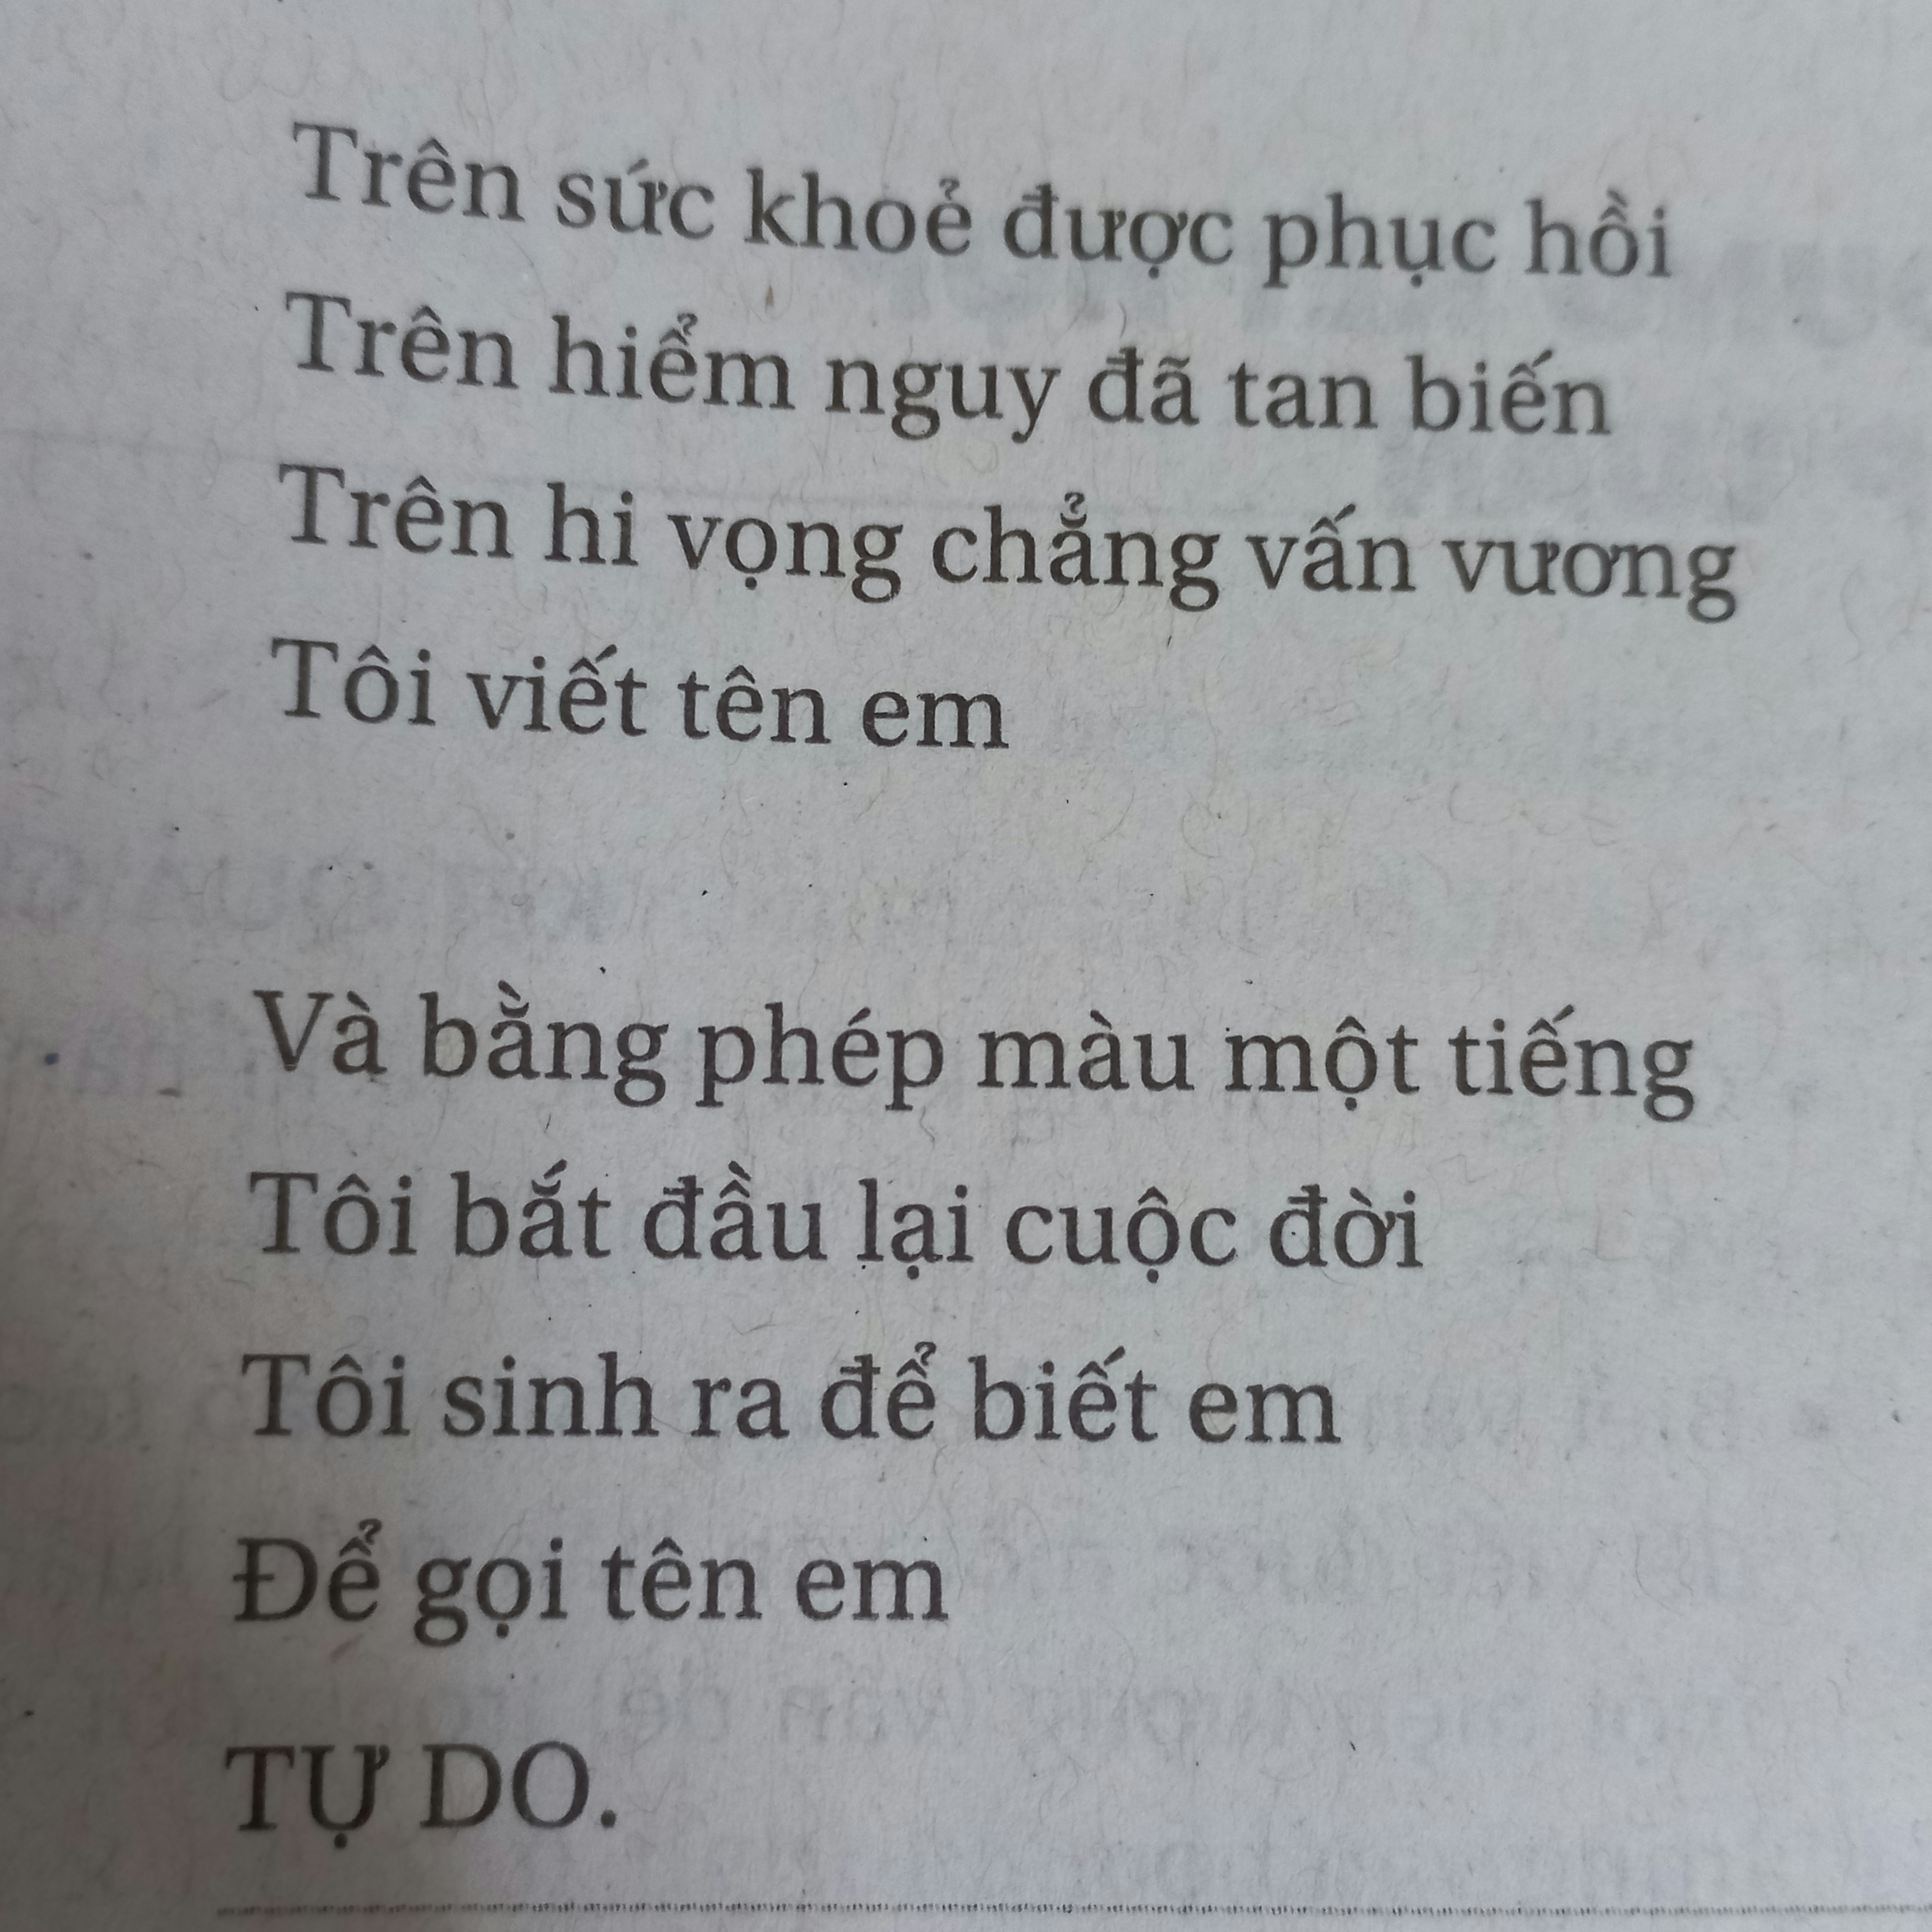 Trên sức khoẻ được phục hồi
Trên hiểm nguy đã tan biến
Trên hi vọng chẳng vấn vương
Tôi viết tên em
Và bằng phép màu một tiếng
Tôi bắt đầu lại cuộc đời
Tôi sinh ra để biết em
Để gọi tên em
TỰ DO.